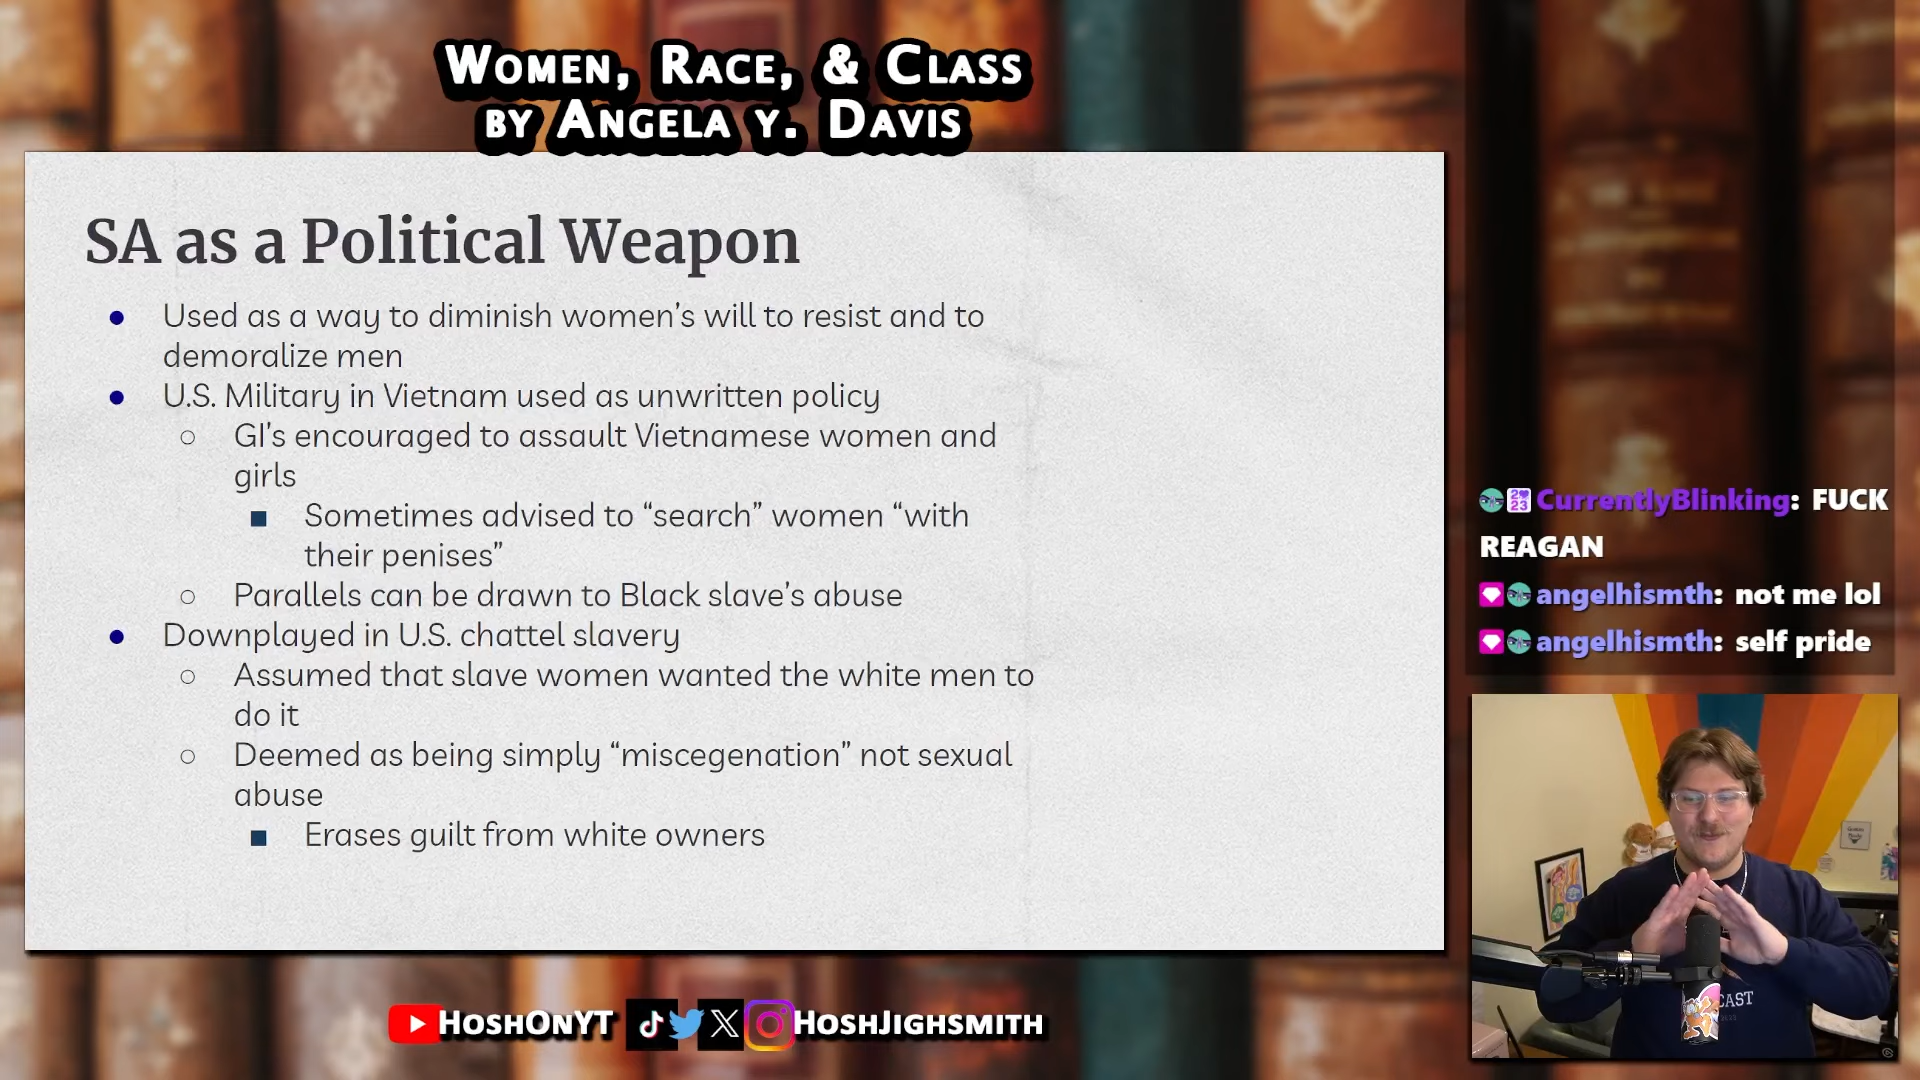 WOMEN, RACE, & CLASS
BY ANGELA Y. DAVIS
SA as a Political Weapon
● Used as a way to diminish women’s will to resist and to
demoralize men
● U.S. Military in Vietnam used as unwritten policy
○ GI’s encouraged to assault Vietnamese women and
girls
■ Sometimes advised to “search” women “with
their penises”
○ Parallels can be drawn to Black slave’s abuse
● Downplayed in U.S. chattel slavery
○ Assumed that slave women wanted the white men to
do it
○ Deemed as being simply “miscegenation” not sexual
abuse
■ Erases guilt from white owners
CurrentlyBlinking: FUCK
REAGAN
angelhismth: not me lol
angelhismth: self pride
CAST
HOSHONYT HOSHJIGHSMITH